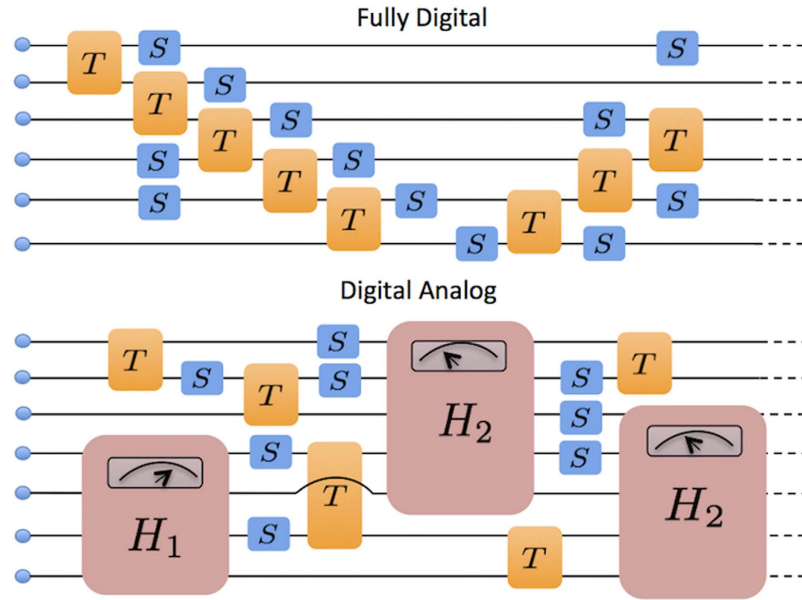 Fully Digital
T S S
T S
T S S T
S T S T
S T S T S
S S
Digital Analog
T S T
S T S H2 S
S
H1 S T S H2
S T